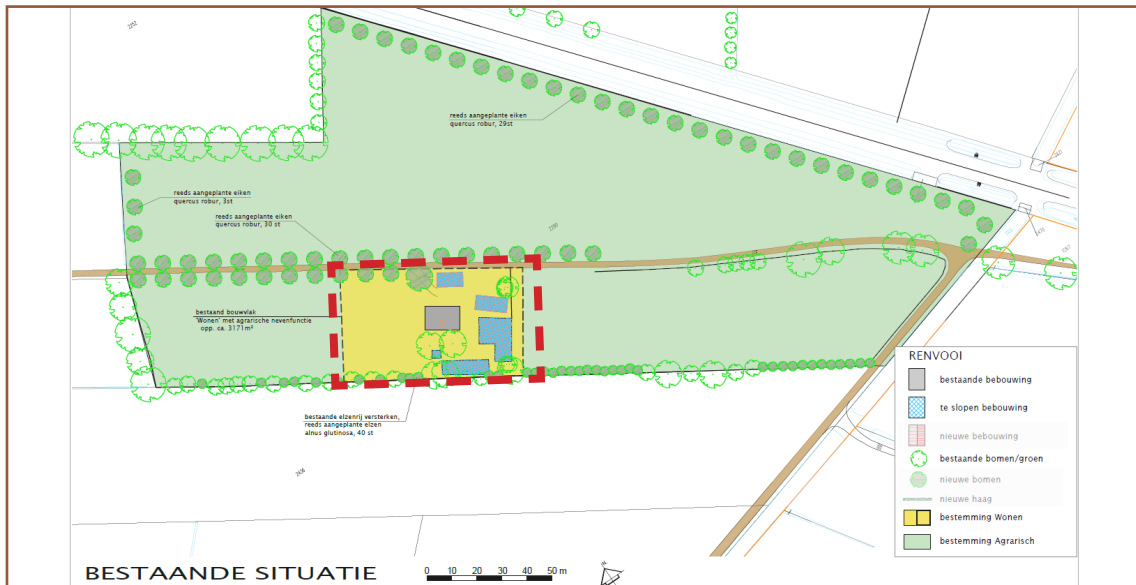 reeds aangeplante eiken
quercus robur, 29st
reeds aangeplante eiken
quercus robur, 3st
reeds aangeplante eiken
quercus robur, 30 st
bestaand bouwvlak
'Wonen' met agrarische nevenfunctie
opp. ca. 3171m²
bestaande elzenrij versterken,
reeds aangeplante elzen
alnus glutinosa, 40 st
RENVOOI
bestaande bebouwing
te slopen bebouwing
nieuwe bebouwing
bestaande bomen/groen
nieuwe bomen
nieuwe haag
bestemming Wonen
bestemming Agrarisch
BESTAANDE SITUATIE
0 10 20 30 40 50 m